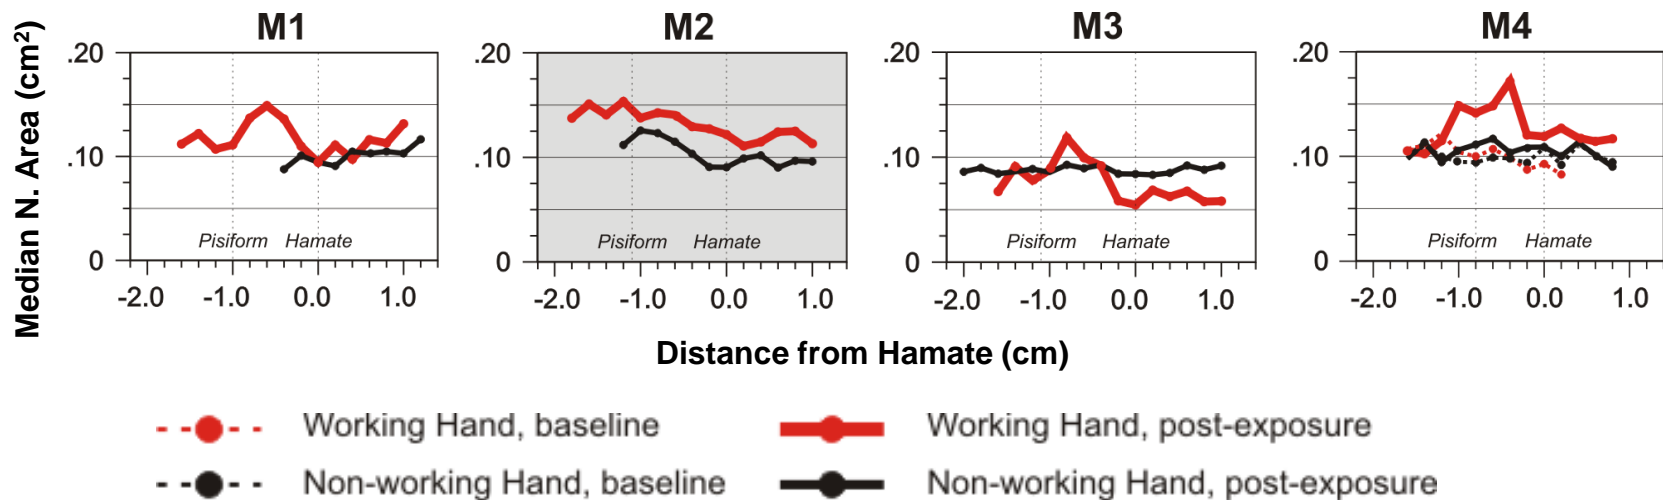 M1 M2 M3 M4
Median N. Area (cm²)
.20 .20 .20 .20
.10 .10 .10 .10
Pisiform Hamate Pisiform Hamate Pisiform Hamate Pisiform Hamate
0 0 0 0
-2.0 -1.0 0.0 1.0 -2.0 -1.0 0.0 1.0 -2.0 -1.0 0.0 1.0 -2.0 -1.0 0.0 1.0
Distance from Hamate (cm)
Working Hand, baseline Working Hand, post-exposure
Non-working Hand, baseline Non-working Hand, post-exposure